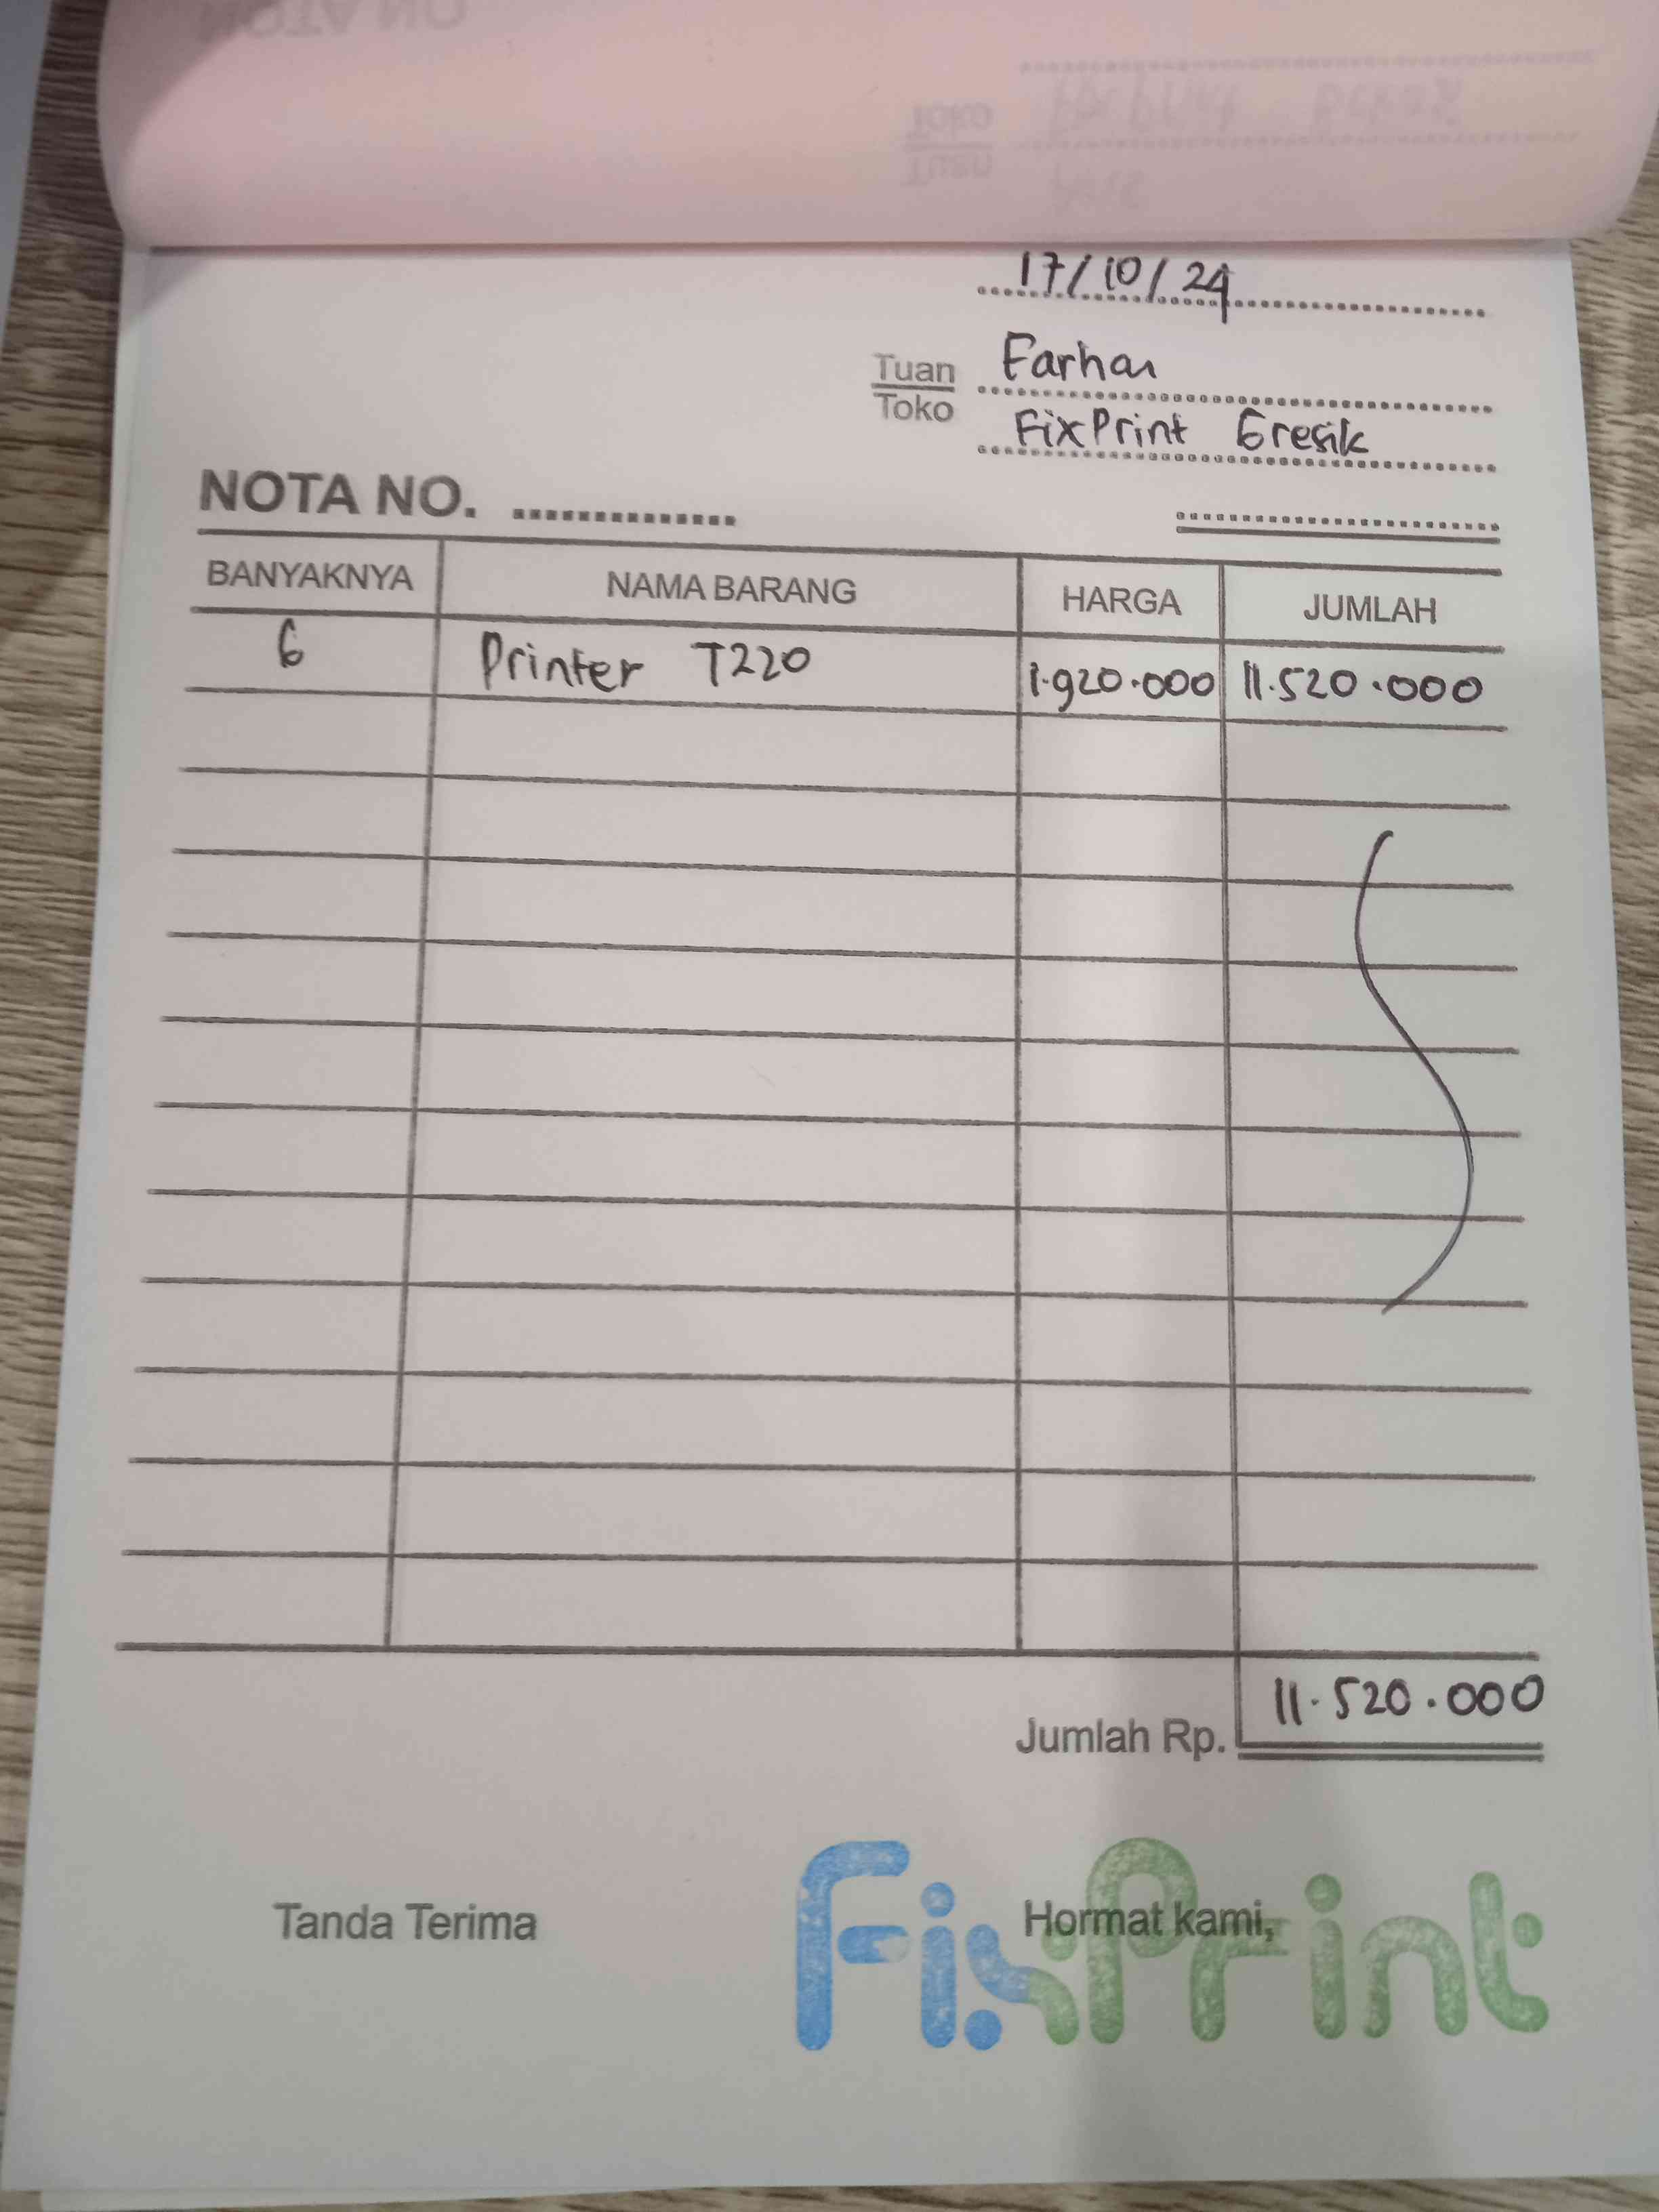 17/10/24
Tuan Farhan
Toko FixPrint Gresik
NOTA NO. ..............
BANYAKNYA NAMA BARANG HARGA JUMLAH
6 Printer T220 1.920.000 11.520.000
Jumlah Rp. 11.520.000
Tanda Terima Hormat kami,
FixPrint